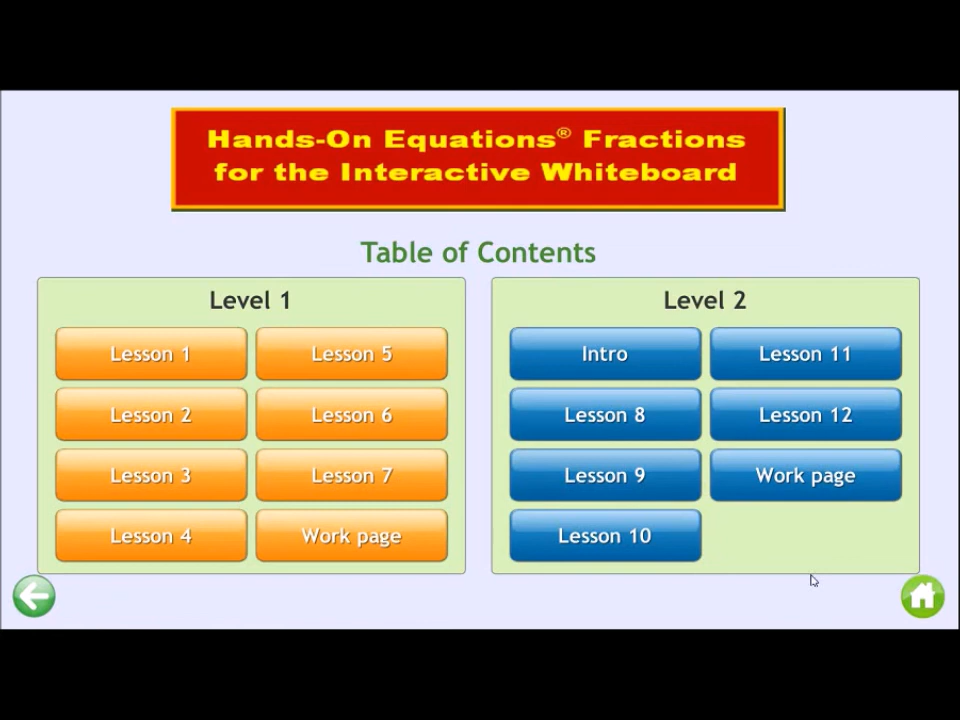 Hands-On Equations® Fractions
for the Interactive Whiteboard
Table of Contents
Level 1
Lesson 1
Lesson 5
Lesson 2
Lesson 6
Lesson 3
Lesson 7
Lesson 4
Work page
Level 2
Intro
Lesson 11
Lesson 8
Lesson 12
Lesson 9
Work page
Lesson 10